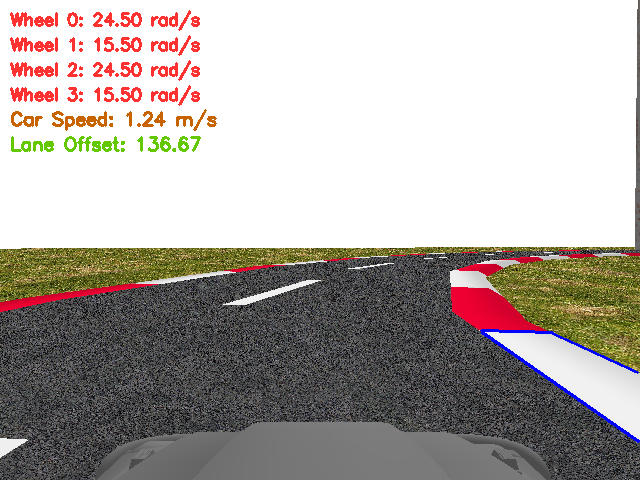 Wheel 0: 24.50 rad/s
Wheel 1: 15.50 rad/s
Wheel 2: 24.50 rad/s
Wheel 3: 15.50 rad/s
Car Speed: 1.24 m/s
Lane Offset: 136.67